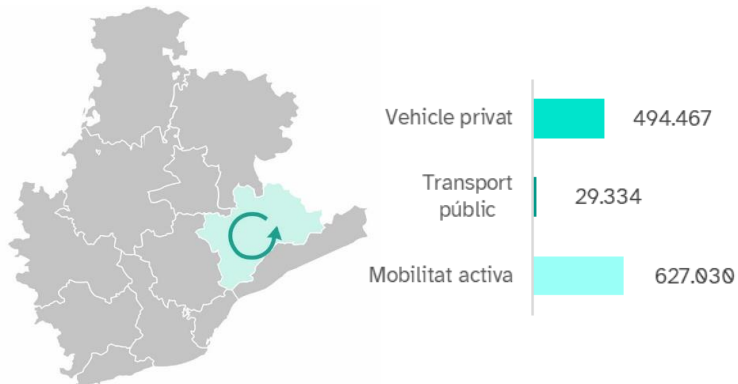 Vehicle privat
494.467
Transport
públic
29.334
Mobilitat activa
627.030